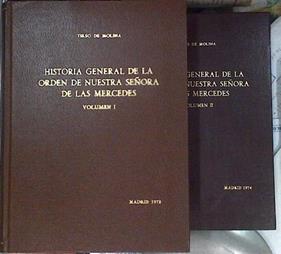 TIRSO DE MOLINA
HISTORIA GENERAL DE LA
ORDEN DE NUESTRA SEÑORA
DE LAS MERCEDES
VOLUMEN I
MADRID 1973
DE MOLINA
GENERAL DE LA
NUESTRA SEÑORA
MERCEDES
VOLUMEN II
MADRID 1974